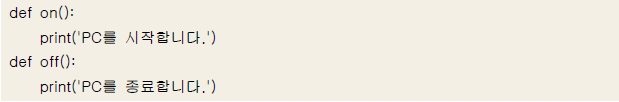 def on():
    print('PC를 시작합니다.')
def off():
    print('PC를 종료합니다.')